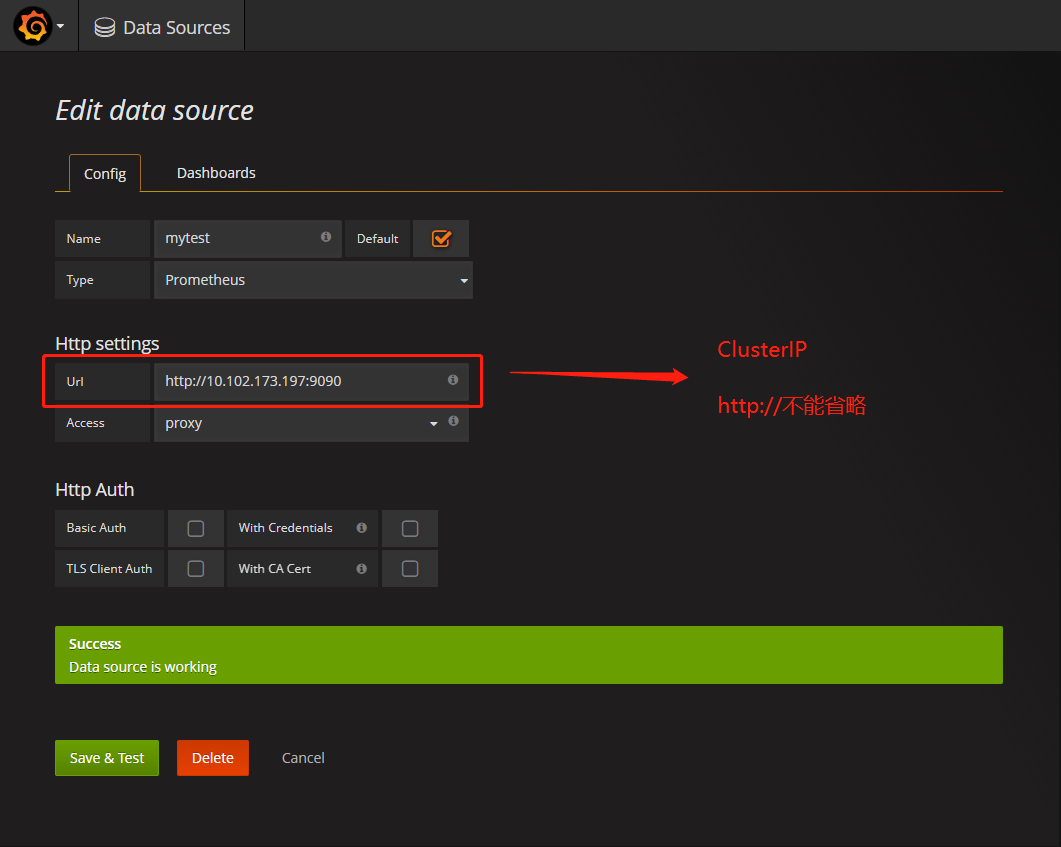 Data Sources
Edit data source
Config Dashboards
Name mytest Default
Type Prometheus
Http settings
Url http://10.102.173.197:9090
Access proxy
ClusterIP
http://不能省略
Http Auth
Basic Auth With Credentials
TLS Client Auth With CA Cert
Success
Data source is working
Save & Test Delete Cancel